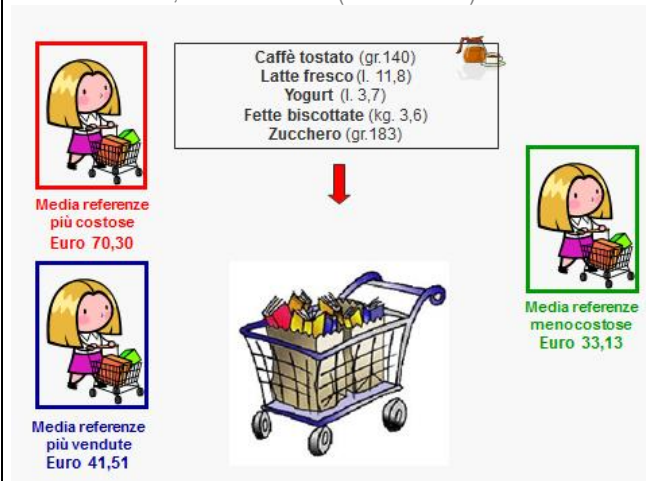 Caffè tostato (gr.140)
Latte fresco (l. 11,8)
Yogurt (l. 3,7)
Fette biscottate (kg. 3,6)
Zucchero (gr.183)
Media referenze
più costose
Euro 70,30
Media referenze
menocostose
Euro 33,13
Media referenze
più vendute
Euro 41,51